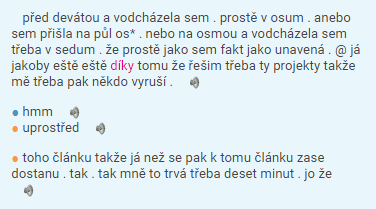 před devátou a vodcházela sem . prostě v osum . anebo
sem přišla na půl os* . nebo na osmou a vodcházela sem
třeba v sedum . že prostě jako sem fakt jako unavená . @ já
jakoby eště eště díky tomu že řešim třeba ty projekty takže
mě třeba pak někdo vyruší .
hmm
uprostřed
toho článku takže já než se pak k tomu článku zase
dostanu . tak . tak mně to trvá třeba deset minut . jo že